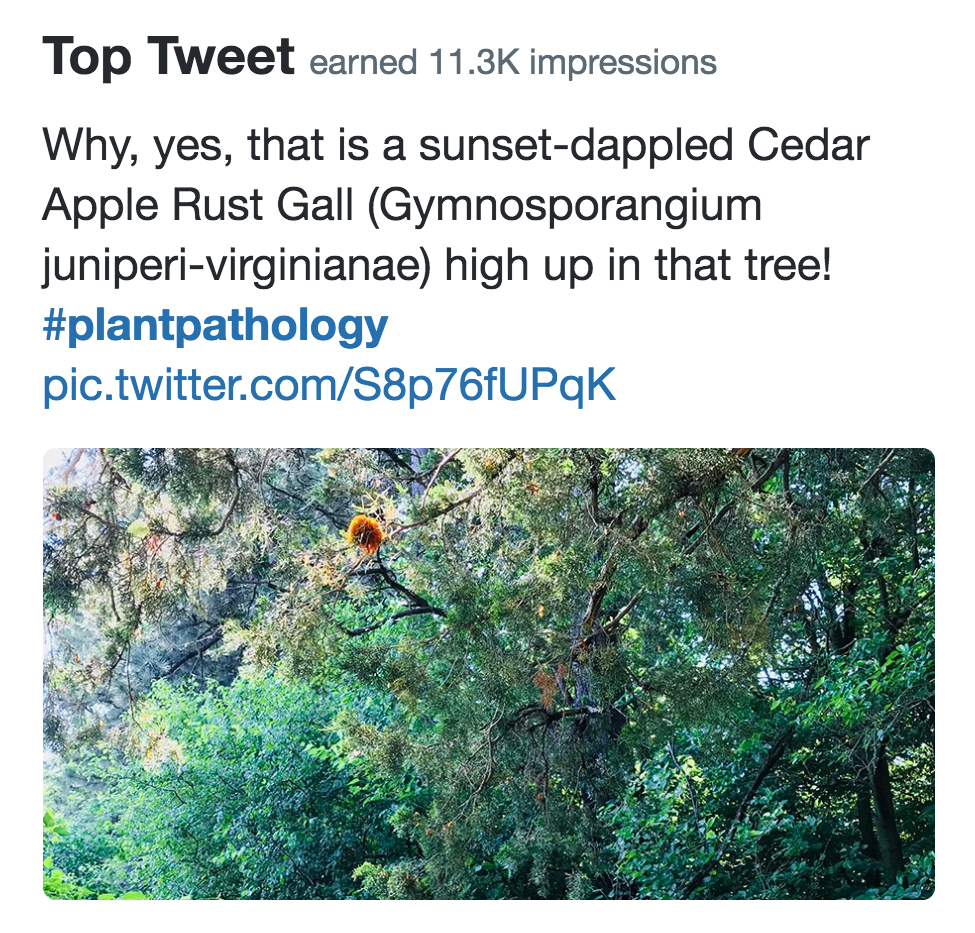 Top Tweet earned 11.3K impressions
Why, yes, that is a sunset-dappled Cedar
Apple Rust Gall (Gymnosporangium
juniperi-virginianae) high up in that tree!
#plantpathology
pic.twitter.com/S8p76fUPqK